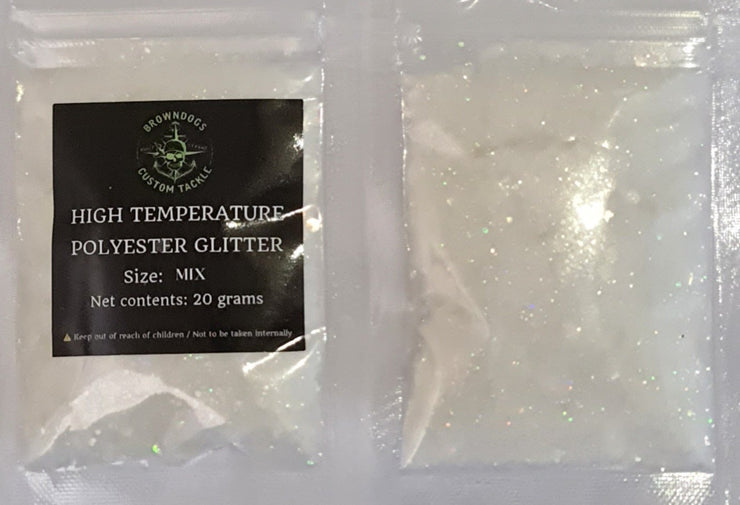 BROWNDOGS
CUSTOM TACKLE
HIGH TEMPERATURE
POLYESTER GLITTER
Size: MIX
Net contents: 20 grams
Keep out of reach of children / Not to be taken internally